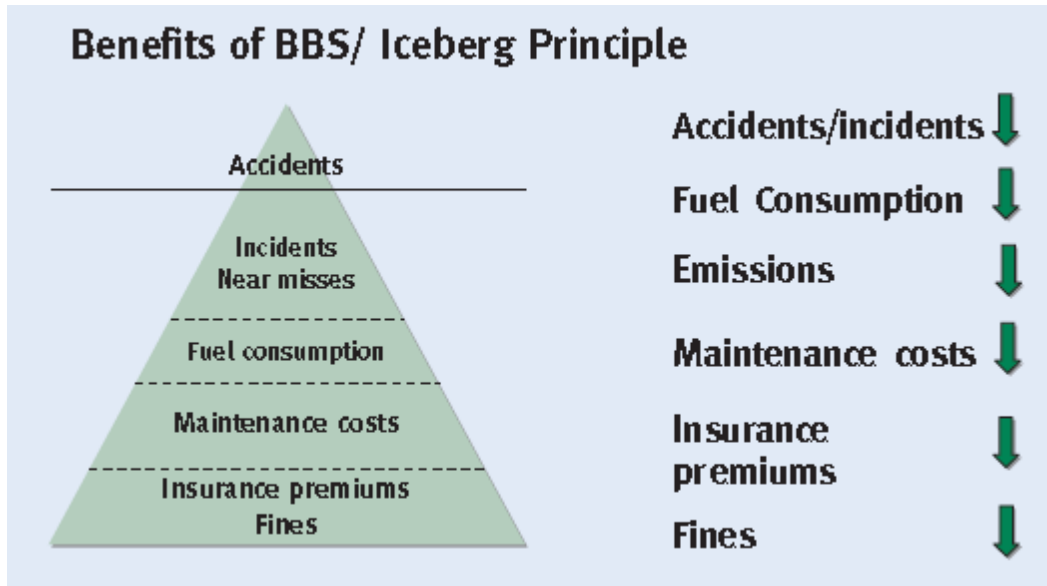 Benefits of BBS/ Iceberg Principle
Accidents
Incidents
Near misses
Fuel consumption
Maintenance costs
Insurance premiums
Fines
Accidents/incidents
Fuel Consumption
Emissions
Maintenance costs
Insurance
premiums
Fines